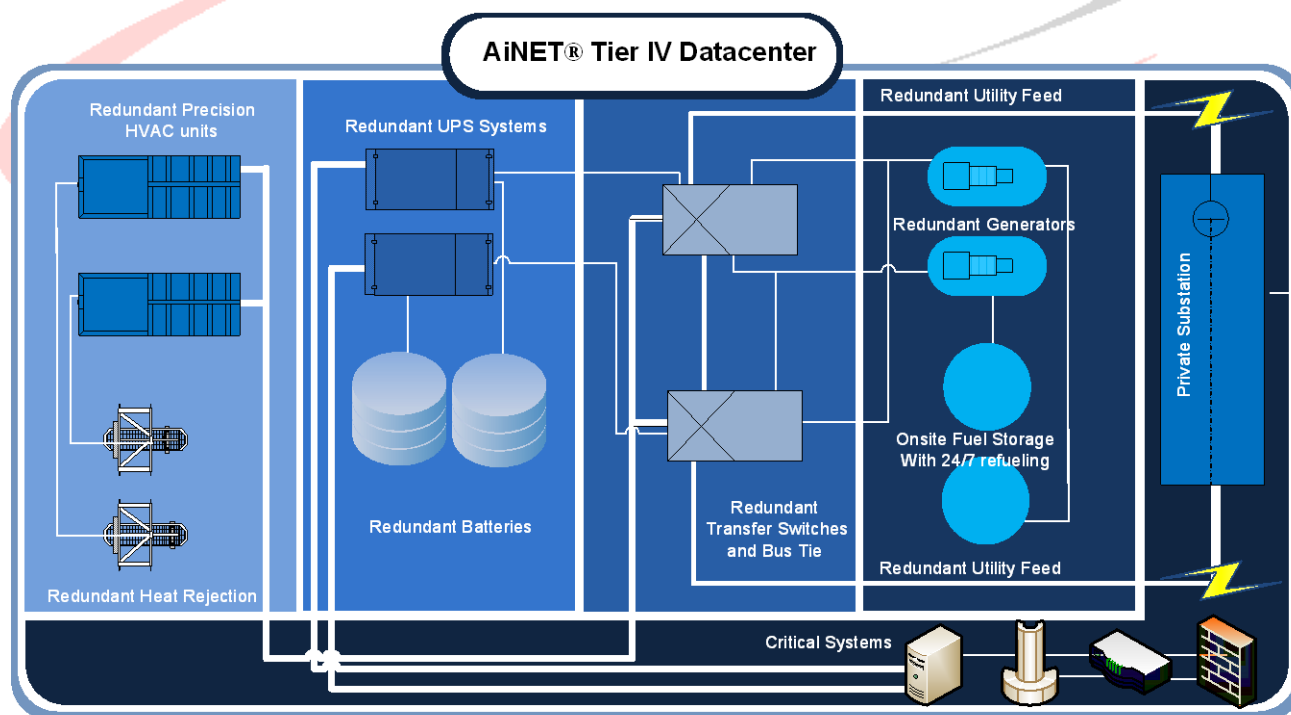 AiNET® Tier IV Datacenter
Redundant Precision
HVAC units
Redundant UPS Systems
Redundant Utility Feed
Redundant Generators
Private Substation
Onsite Fuel Storage
With 24/7 refueling
Redundant Batteries
Redundant
Transfer Switches
and Bus Tie
Redundant Utility Feed
Redundant Heat Rejection
Critical Systems